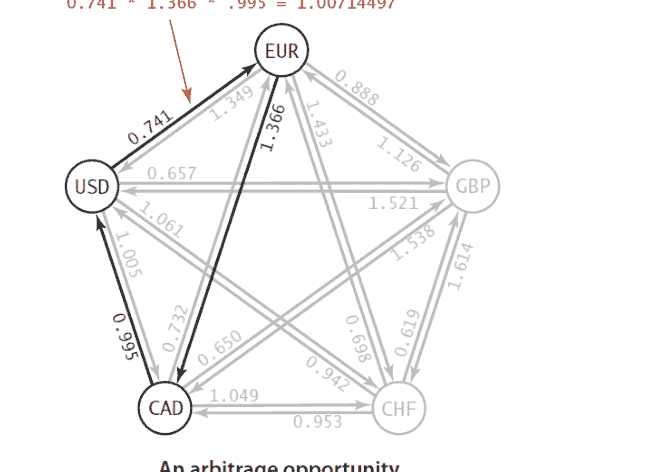 0.741 * 1.366 * .995 = 1.00714497
EUR
0.888
1.349
0.741
1.366
1.433
1.126
0.657
USD
GBP
1.521
1.061
1.538
1.005
1.614
0.995
0.732
0.650
0.698
0.619
0.942
1.049
CAD
CHF
0.953
An arbitrage opportunity